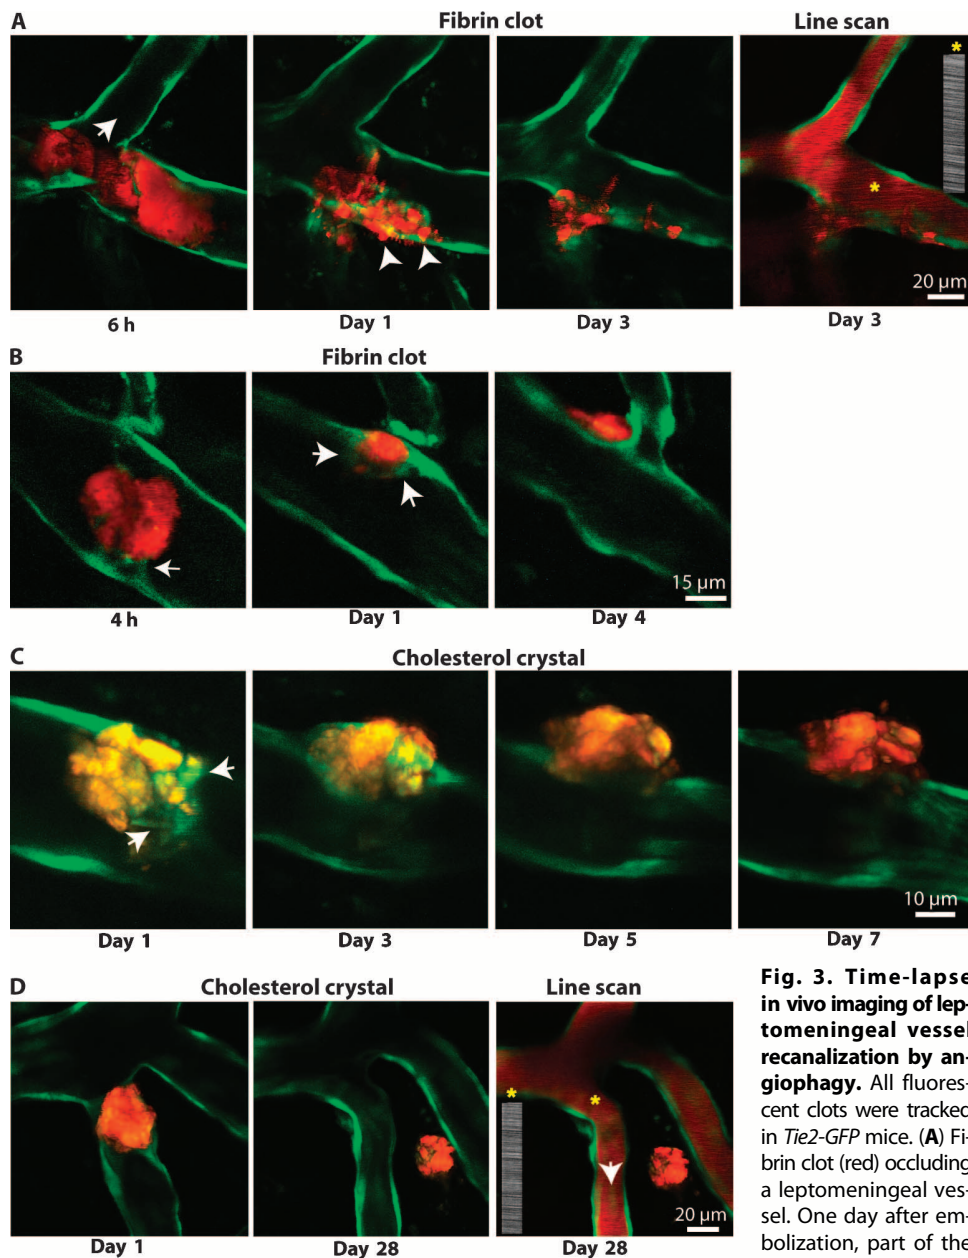 A
Fibrin clot
Line scan
*
*
20 µm
6 h
Day 1
Day 3
Day 3
B
Fibrin clot
15 µm
4 h
Day 1
Day 4
C
Cholesterol crystal
10 µm
Day 1
Day 3
Day 5
Day 7
D
Cholesterol crystal
Line scan
*
*
20 µm
Day 1
Day 28
Day 28
Fig. 3. Time-lapse
in vivo imaging of lep-
tomeningeal vessel
recanalization by an-
giophagy. All fluores-
cent clots were tracked
in Tie2-GFP mice. (A) Fi-
brin clot (red) occluding
a leptomeningeal ves-
sel. One day after em-
bolization, part of the